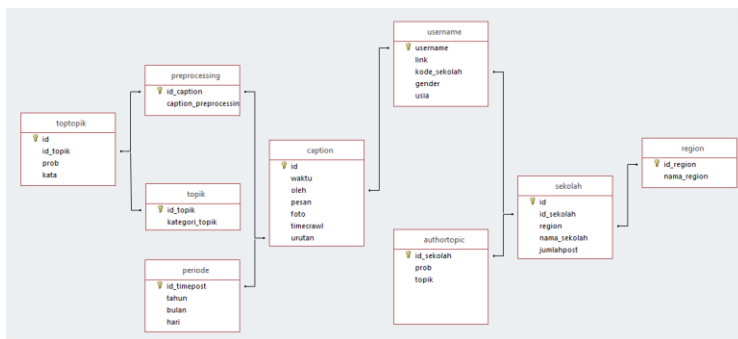 toptopik
id
id_topik
prob
kata
preprocessing
id_caption
caption_preprocessin
topik
id_topik
kategori_topik
periode
id_timepost
tahun
bulan
hari
caption
id
waktu
oleh
pesan
foto
timecrawl
urutan
username
username
link
kode_sekolah
gender
usia
authortopic
id_sekolah
prob
topik
sekolah
id
id_sekolah
region
nama_sekolah
jumlahpost
region
id_region
nama_region